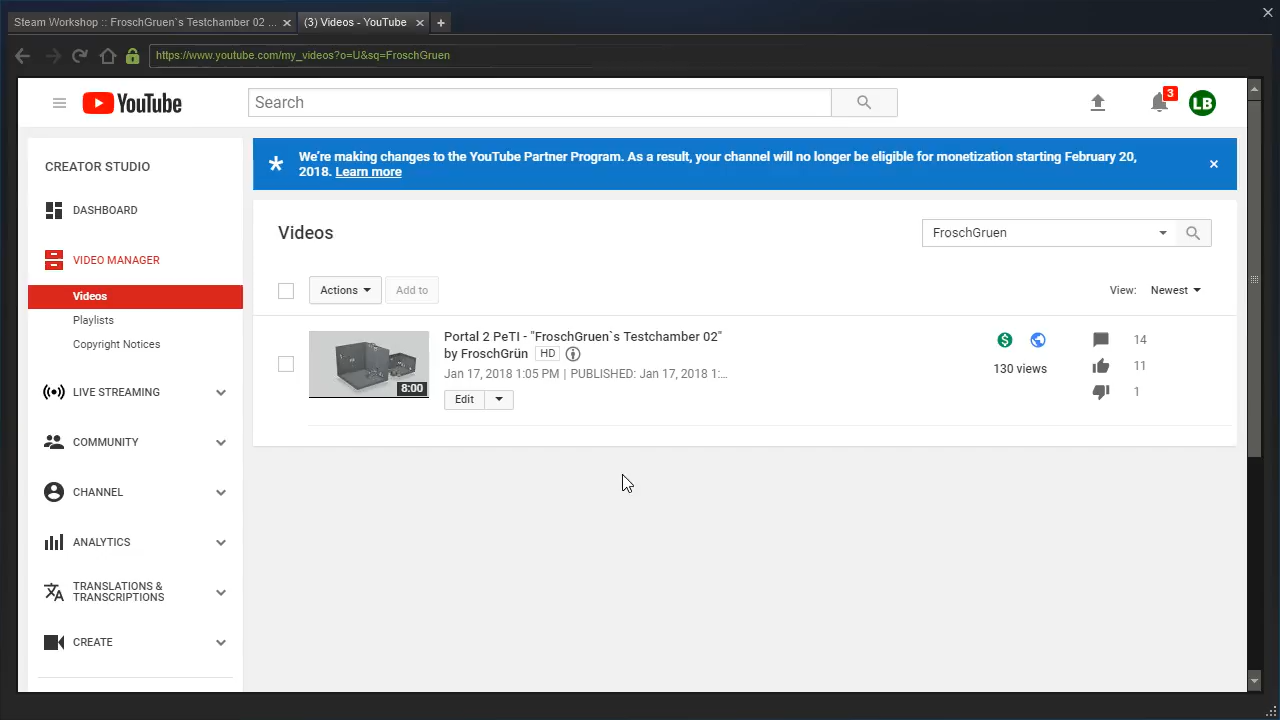 Steam Workshop :: FroschGruen`s Testchamber 02 ...
(3) Videos - YouTube
https://www.youtube.com/my_videos?o=U&sq=FroschGruen
YouTube
Search
3
LB
CREATOR STUDIO
DASHBOARD
VIDEO MANAGER
Videos
Playlists
Copyright Notices
LIVE STREAMING
COMMUNITY
CHANNEL
ANALYTICS
TRANSLATIONS &
TRANSCRIPTIONS
CREATE
We're making changes to the YouTube Partner Program. As a result, your channel will no longer be eligible for monetization starting February 20,
2018. Learn more
Videos
FroschGruen
Actions
Add to
View:
Newest
8:00
Portal 2 PeTI - "FroschGruen`s Testchamber 02"
by FroschGrün HD
Jan 17, 2018 1:05 PM | PUBLISHED: Jan 17, 2018 1:...
Edit
130 views
14
11
1